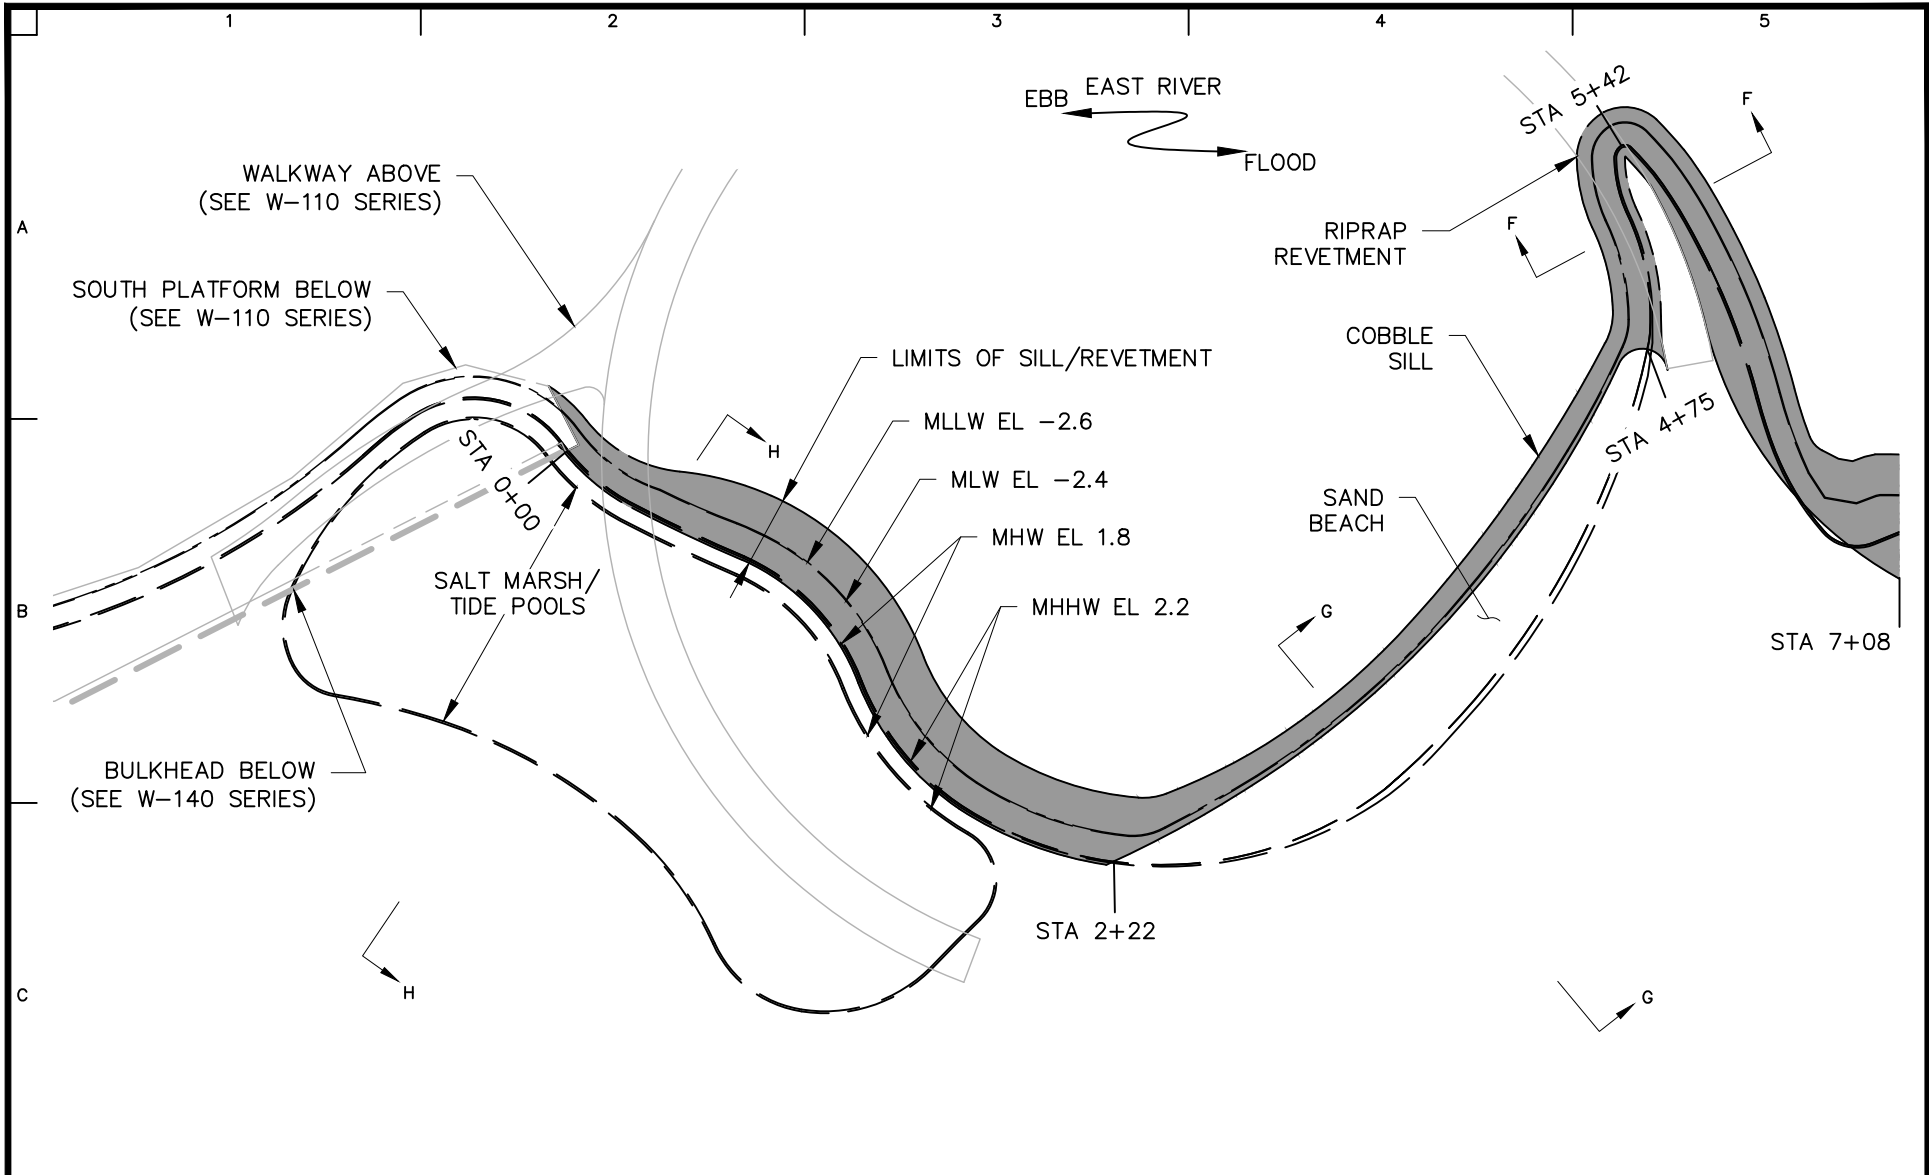 1
2
3
4
5
A
B
C
EBB
EAST RIVER
FLOOD
STA 5+42
F
F
WALKWAY ABOVE
(SEE W-110 SERIES)
RIPRAP
REVETMENT
SOUTH PLATFORM BELOW
(SEE W-110 SERIES)
COBBLE
SILL
LIMITS OF SILL/REVETMENT
MLLW EL -2.6
STA 4+75
H
STA 0+00
MLW EL -2.4
SAND
BEACH
MHW EL 1.8
SALT MARSH/
TIDE POOLS
MHHW EL 2.2
G
STA 7+08
BULKHEAD BELOW
(SEE W-140 SERIES)
STA 2+22
H
G